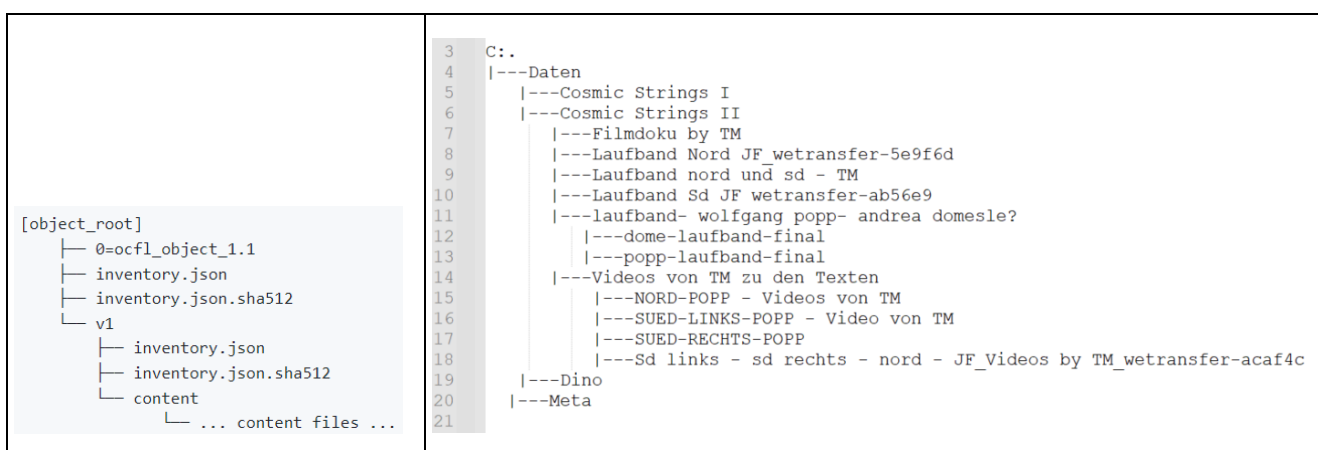 [object_root]
├── 0=ocfl_object_1.1
├── inventory.json
├── inventory.json.sha512
└── v1
├── inventory.json
├── inventory.json.sha512
└── content
└── ... content files ...
3 C:.
4 |---Daten
5 |---Cosmic Strings I
6 |---Cosmic Strings II
7 |---Filmdoku by TM
8 |---Laufband Nord JF_wetransfer-5e9f6d
9 |---Laufband nord und sd - TM
10 |---Laufband Sd JF wetransfer-ab56e9
11 |---laufband- wolfgang popp- andrea domesle?
12 |---dome-laufband-final
13 |---popp-laufband-final
14 |---Videos von TM zu den Texten
15 |---NORD-POPP - Videos von TM
16 |---SUED-LINKS-POPP - Video von TM
17 |---SUED-RECHTS-POPP
18 |---Sd links - sd rechts - nord - JF_Videos by TM_wetransfer-acaf4c
19 |---Dino
20 |---Meta
21